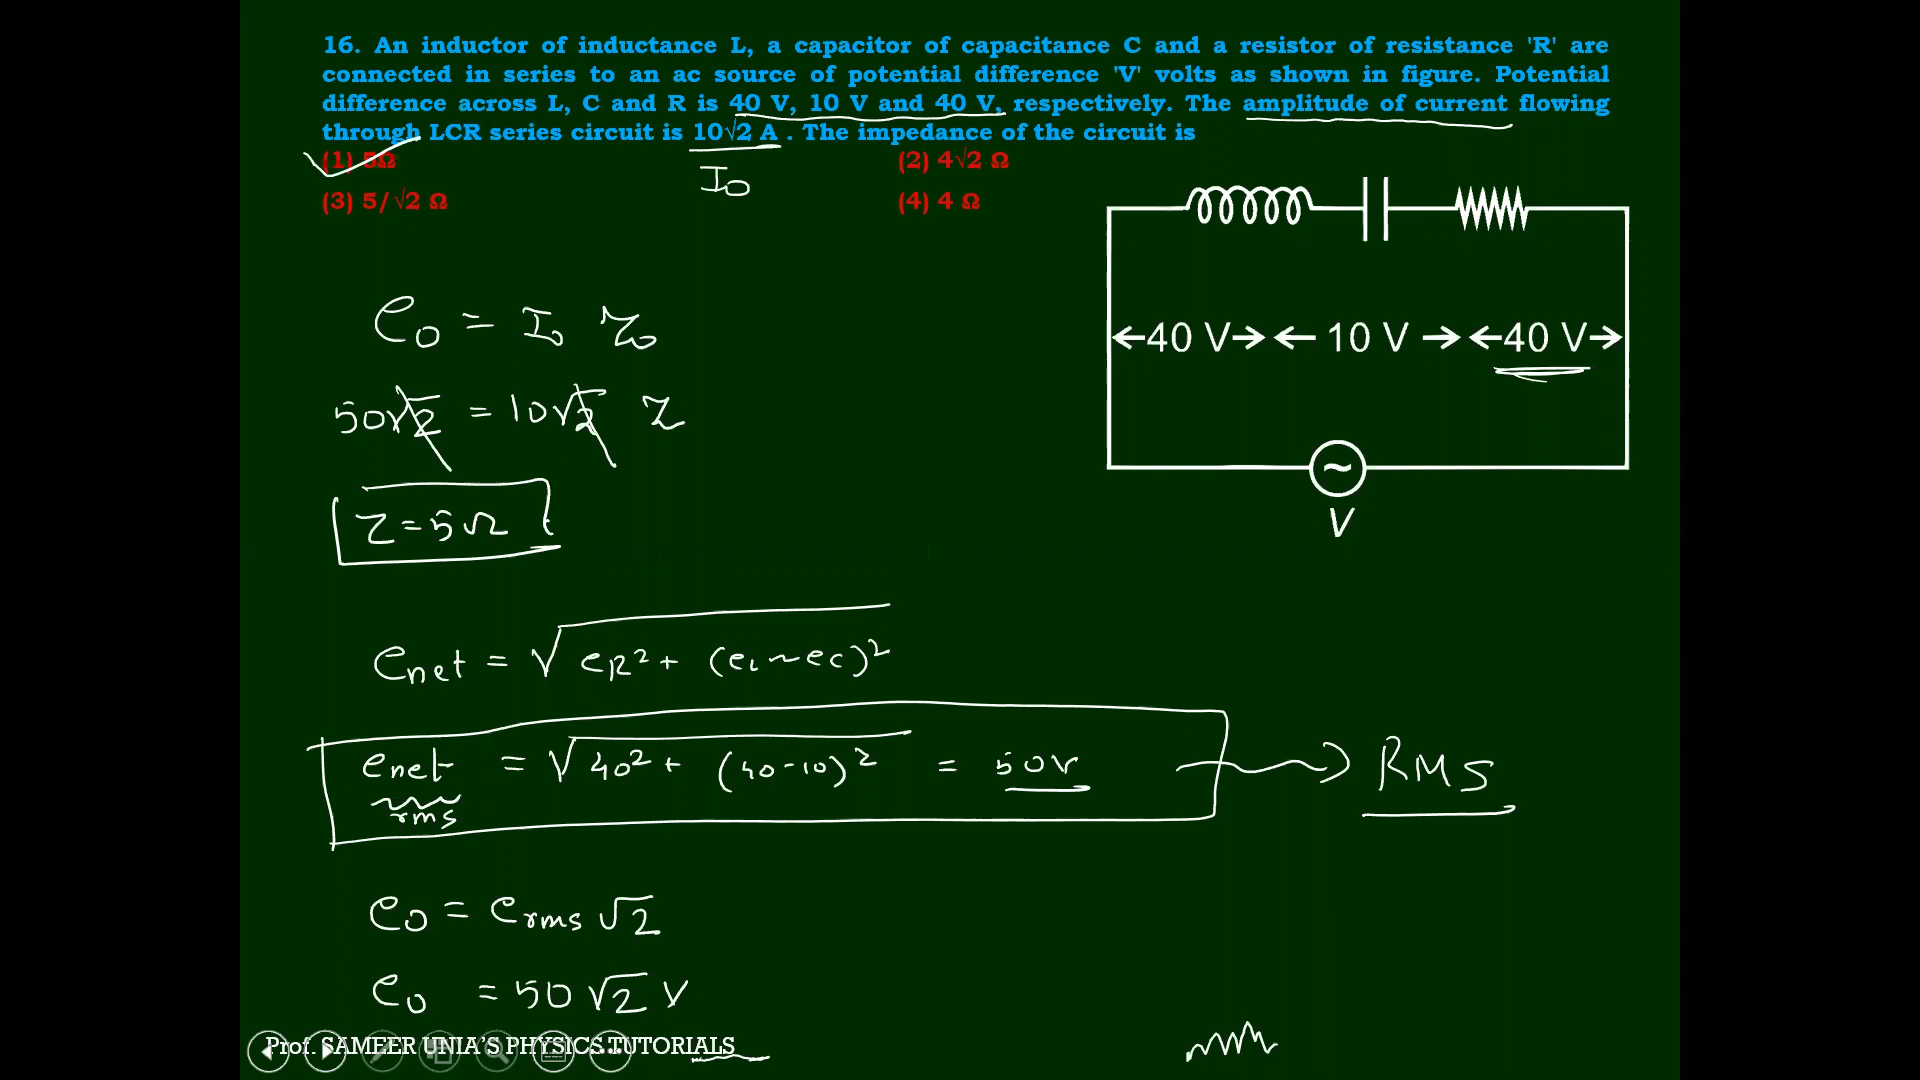 16. An inductor of inductance L, a capacitor of capacitance C and a resistor of resistance 'R' are
connected in series to an ac source of potential difference 'V' volts as shown in figure. Potential
difference across L, C and R is 40 V, 10 V and 40 V, respectively. The amplitude of current flowing
through LCR series circuit is 10√2 A . The impedance of the circuit is
(1) 5Ω (2) 4√2 Ω
I₀
(3) 5/√2 Ω (4) 4 Ω
40 V 10 V 40 V
V
e₀ = I₀ Z₀
50√2 = 10√2 Z
Z = 5 Ω
enet = √eR² + (eL ~ eC)²
enet = √40² + (40 - 10)² = 50V → RMS
rms
e₀ = erms √2
e₀ = 50 √2 V
Prof. SAMEER UNIA'S PHYSICS TUTORIALS